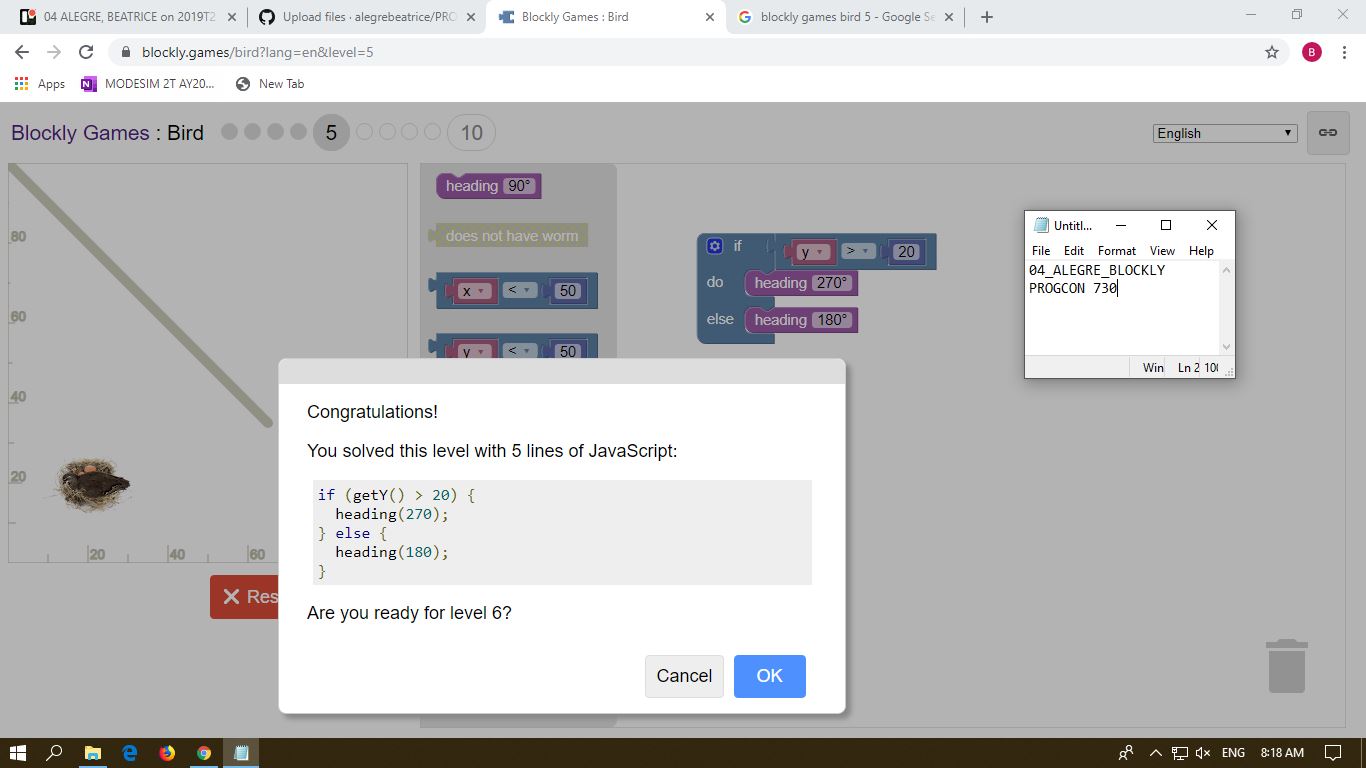 04 ALEGRE, BEATRICE on 2019T2
Upload files · alegrebeatrice/PRO
Blockly Games : Bird
blockly games bird 5 - Google Se
blockly.games/bird?lang=en&level=5
B
Apps
MODESIM 2T AY20...
New Tab
Blockly Games : Bird
5
10
English
80
60
40
20
20
40
60
heading 90°
does not have worm
x < 50
y < 50
if y > 20
do heading 270°
else heading 180°
Untitl...
File Edit Format View Help
04_ALEGRE_BLOCKLY
PROGCON 730
Win Ln 2
Congratulations!
You solved this level with 5 lines of JavaScript:
if (getY() > 20) {
heading(270);
} else {
heading(180);
}
Are you ready for level 6?
Cancel
OK
Res
ENG
8:18 AM